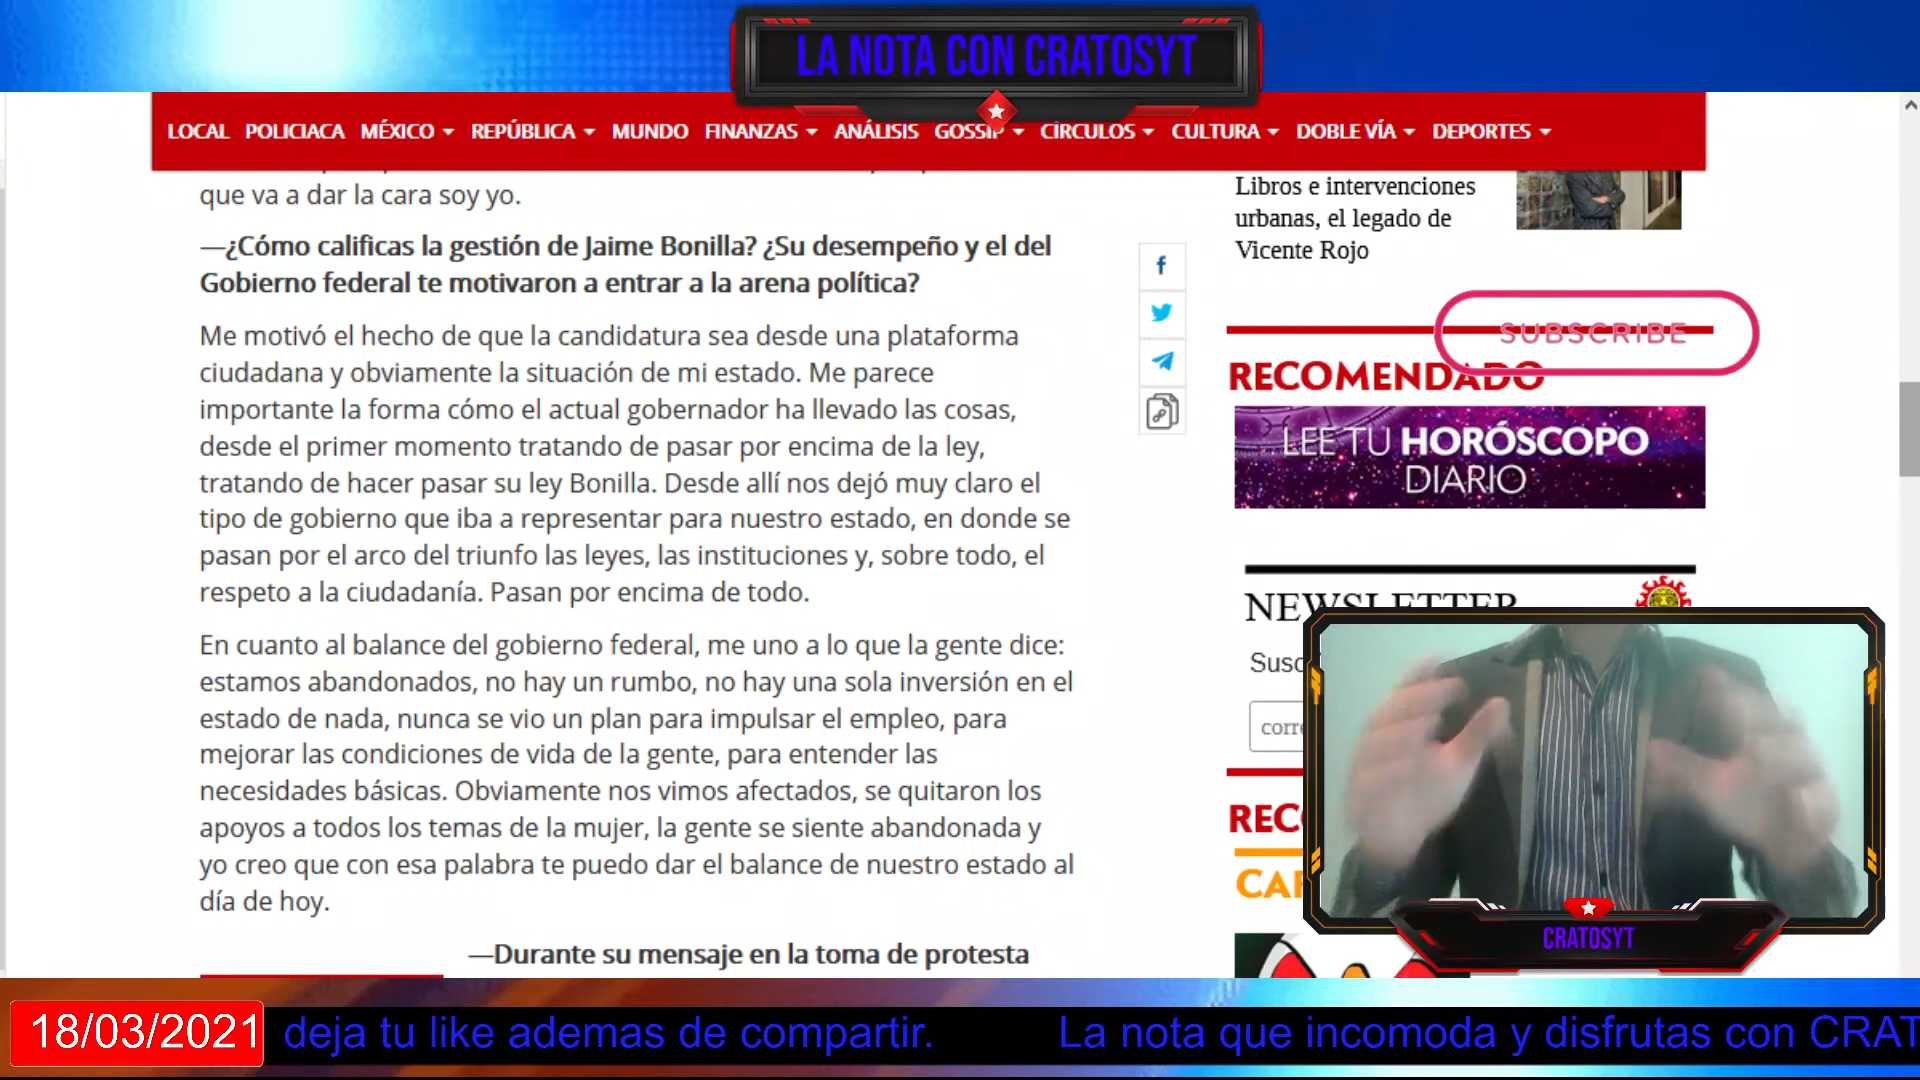 LA NOTA CON CRATOSYT
LOCAL POLICIACA MÉXICO REPÚBLICA MUNDO FINANZAS ANÁLISIS GOSSIP CÍRCULOS CULTURA DOBLE VÍA DEPORTES
que va a dar la cara soy yo.
—¿Cómo calificas la gestión de Jaime Bonilla? ¿Su desempeño y el del
Gobierno federal te motivaron a entrar a la arena política?
Me motivó el hecho de que la candidatura sea desde una plataforma
ciudadana y obviamente la situación de mi estado. Me parece
importante la forma cómo el actual gobernador ha llevado las cosas,
desde el primer momento tratando de pasar por encima de la ley,
tratando de hacer pasar su ley Bonilla. Desde allí nos dejó muy claro el
tipo de gobierno que iba a representar para nuestro estado, en donde se
pasan por el arco del triunfo las leyes, las instituciones y, sobre todo, el
respeto a la ciudadanía. Pasan por encima de todo.
En cuanto al balance del gobierno federal, me uno a lo que la gente dice:
estamos abandonados, no hay un rumbo, no hay una sola inversión en el
estado de nada, nunca se vio un plan para impulsar el empleo, para
mejorar las condiciones de vida de la gente, para entender las
necesidades básicas. Obviamente nos vimos afectados, se quitaron los
apoyos a todos los temas de la mujer, la gente se siente abandonada y
yo creo que con esa palabra te puedo dar el balance de nuestro estado al
día de hoy.
—Durante su mensaje en la toma de protesta
Libros e intervenciones
urbanas, el legado de
Vicente Rojo
SUBSCRIBE
RECOMENDADO
LEE TU HORÓSCOPO
DIARIO
NEWSLETTER
Susc
corre
REC
CAR
CRATOSYT
18/03/2021 deja tu like ademas de compartir. La nota que incomoda y disfrutas con CRAT